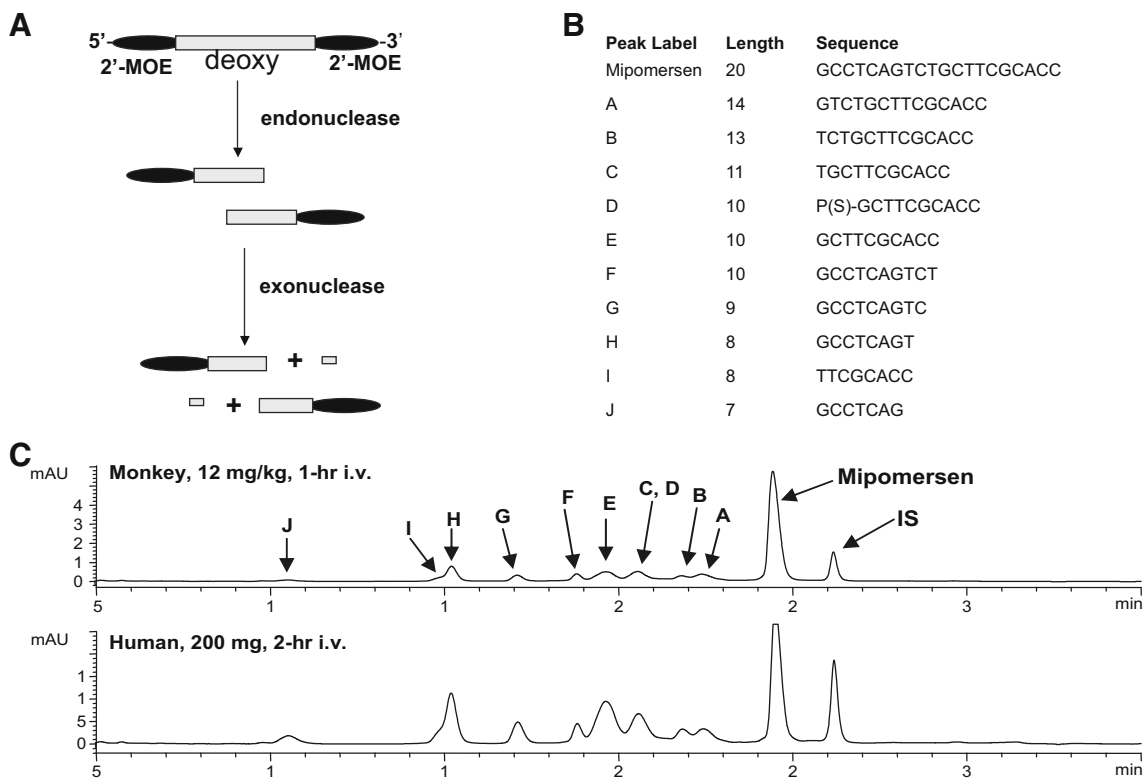 A
5’- -3’
2’-MOE deoxy 2’-MOE
endonuclease
exonuclease
+
+
B
Peak Label Length Sequence
Mipomersen 20 GCCTCAGTCTGCTTCGCACC
A 14 GTCTGCTTCGCACC
B 13 TCTGCTTCGCACC
C 11 TGCTTCGCACC
D 10 P(S)-GCTTCGCACC
E 10 GCTTCGCACC
F 10 GCCTCAGTCT
G 9 GCCTCAGTC
H 8 GCCTCAGT
I 8 TTCGCACC
J 7 GCCTCAG
C
mAU
Monkey, 12 mg/kg, 1-hr i.v.
Mipomersen
IS
J I H G F E C, D B A
4
3
2
1
0
5 1 1 2 2 3 min
mAU
Human, 200 mg, 2-hr i.v.
1
1
5
0
5 1 1 2 2 3 min